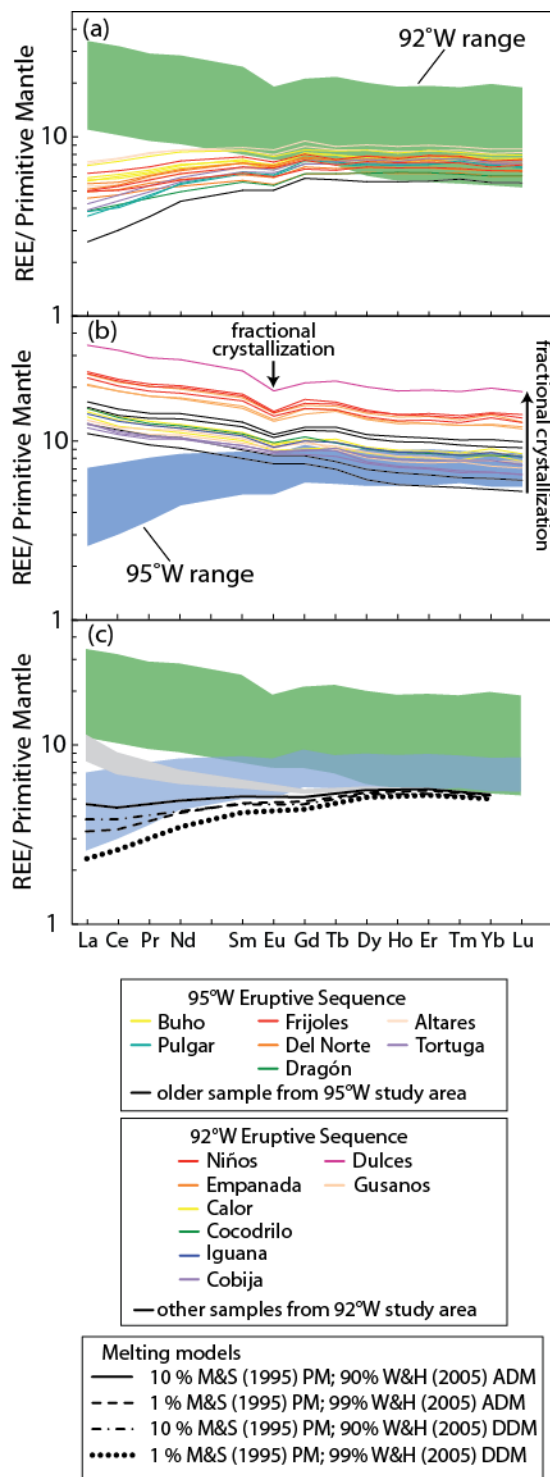 (a)
92°W range
10
REE/ Primitive Mantle
1
(b)
fractional
crystallization
10
REE/ Primitive Mantle
fractional crystallization
95°W range
1
(c)
10
REE/ Primitive Mantle
1
La Ce Pr Nd Sm Eu Gd Tb Dy Ho Er Tm Yb Lu
95°W Eruptive Sequence
Buho Frijoles Altares
Pulgar Del Norte Tortuga
Dragón
older sample from 95°W study area
92°W Eruptive Sequence
Niños Dulces
Empanada Gusanos
Calor
Cocodrilo
Iguana
Cobija
other samples from 92°W study area
Melting models
10 % M&S (1995) PM; 90% W&H (2005) ADM
1 % M&S (1995) PM; 99% W&H (2005) ADM
10 % M&S (1995) PM; 90% W&H (2005) DDM
1 % M&S (1995) PM; 99% W&H (2005) DDM